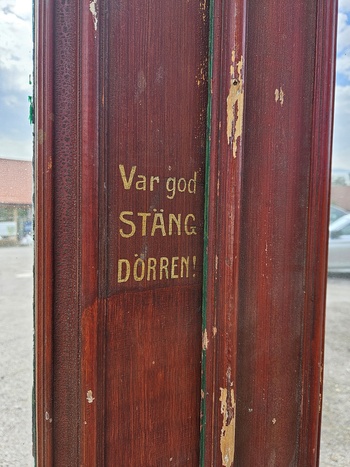 Var god
STÄNG
DÖRREN!